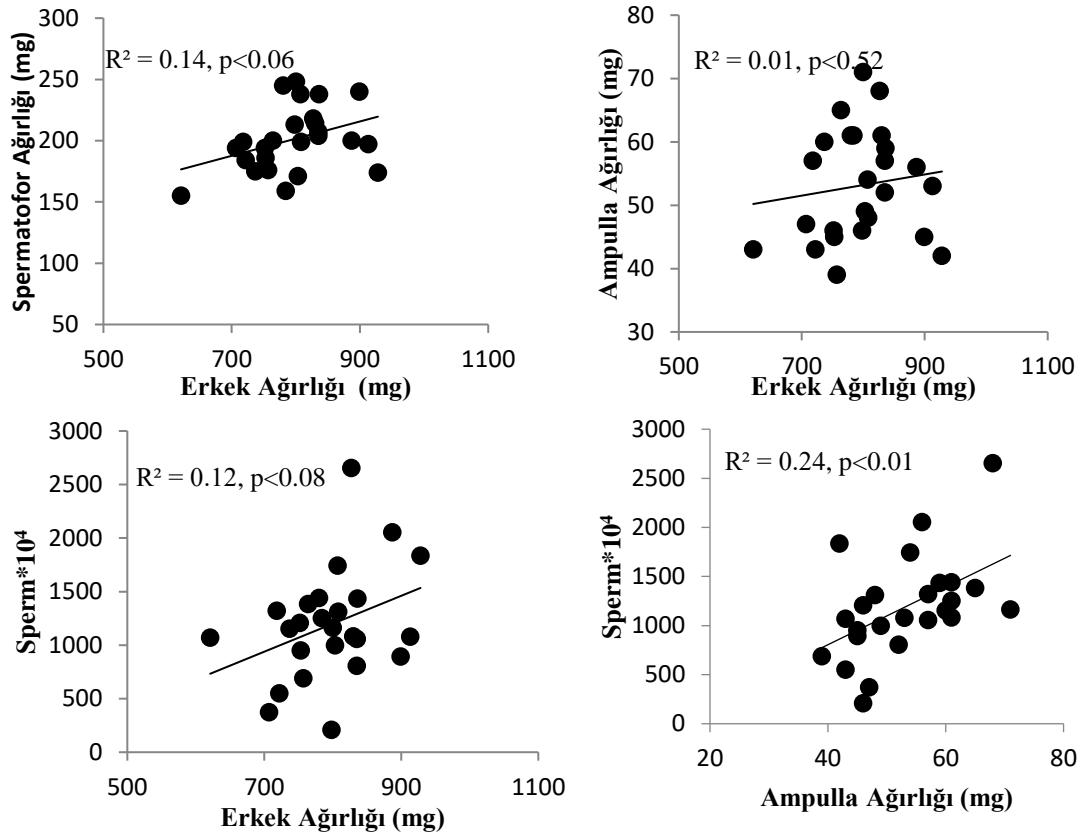 R² = 0.14, p<0.06
Spermatofor Ağırlığı (mg)
300
250
200
150
100
50
500 700 900 1100
Erkek Ağırlığı (mg)
R² = 0.01, p<0.52
Ampulla Ağırlığı (mg)
80
70
60
50
40
30
500 700 900 1100
Erkek Ağırlığı (mg)
R² = 0.12, p<0.08
Sperm*10⁴
3000
2500
2000
1500
1000
500
0
500 700 900 1100
Erkek Ağırlığı (mg)
R² = 0.24, p<0.01
Sperm*10⁴
3000
2500
2000
1500
1000
500
0
20 40 60 80
Ampulla Ağırlığı (mg)